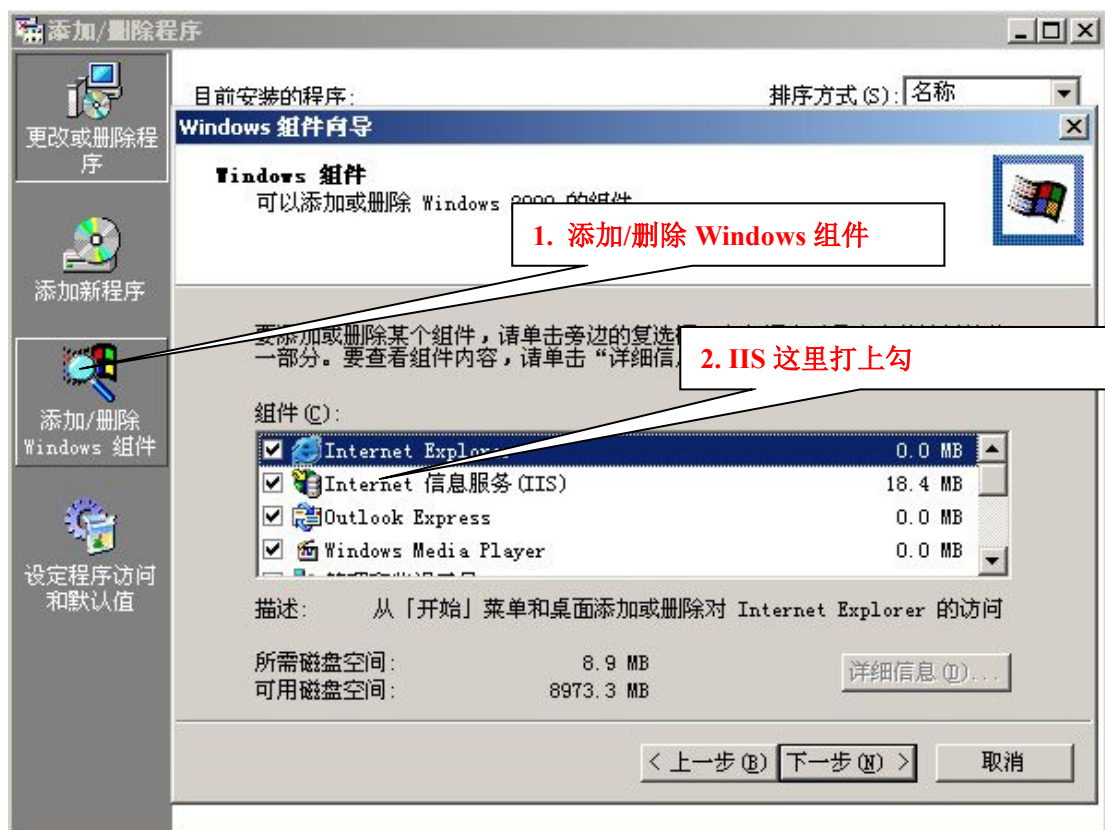 添加/删除程序
更改或删除程
序
添加新程序
添加/删除
Windows 组件
设定程序访问
和默认值
目前安装的程序:
排序方式(S): 名称
Windows 组件向导
Windows 组件
可以添加或删除 Windows 2000 的组件
1. 添加/删除 Windows 组件
要添加或删除某个组件，请单击旁边的复选
一部分。要查看组件内容，请单击“详细信
2. IIS 这里打上勾
组件(C):
Internet Explorer 0.0 MB
Internet 信息服务(IIS) 18.4 MB
Outlook Express 0.0 MB
Windows Media Player 0.0 MB
描述: 从「开始」菜单和桌面添加或删除对 Internet Explorer 的访问
所需磁盘空间: 8.9 MB
可用磁盘空间: 8973.3 MB
详细信息(D)...
< 上一步(B) 下一步(N) > 取消